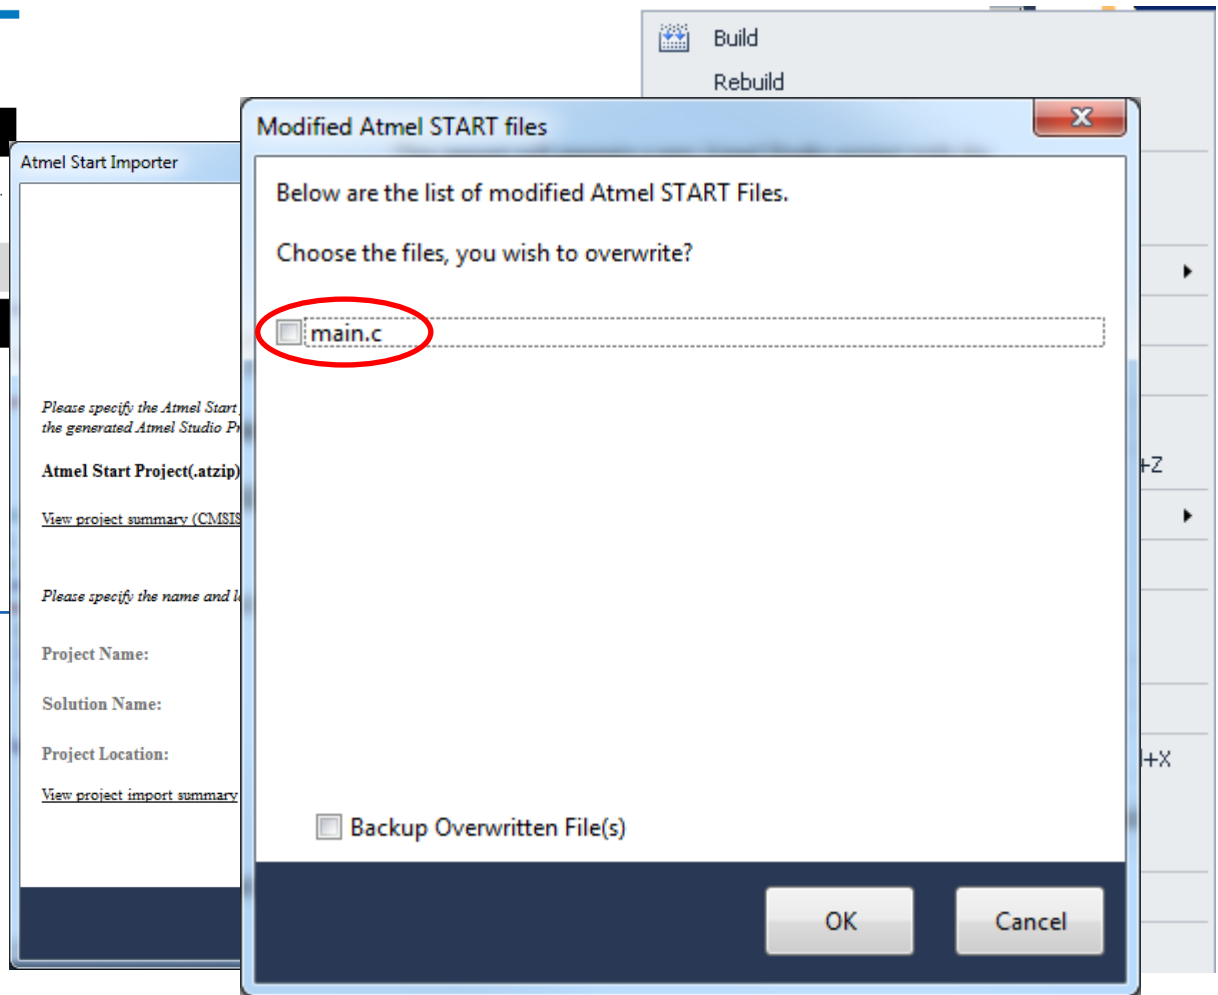 Build
Rebuild
Modified Atmel START files
Atmel Start Importer
Below are the list of modified Atmel START Files.
Choose the files, you wish to overwrite?
main.c
Please specify the Atmel Start
the generated Atmel Studio
Atmel Start Project(.atzip)
View project summary (CMSIS
Please specify the name and
Project Name:
Solution Name:
Project Location:
View project import summary
+Z
+X
Backup Overwritten File(s)
OK
Cancel